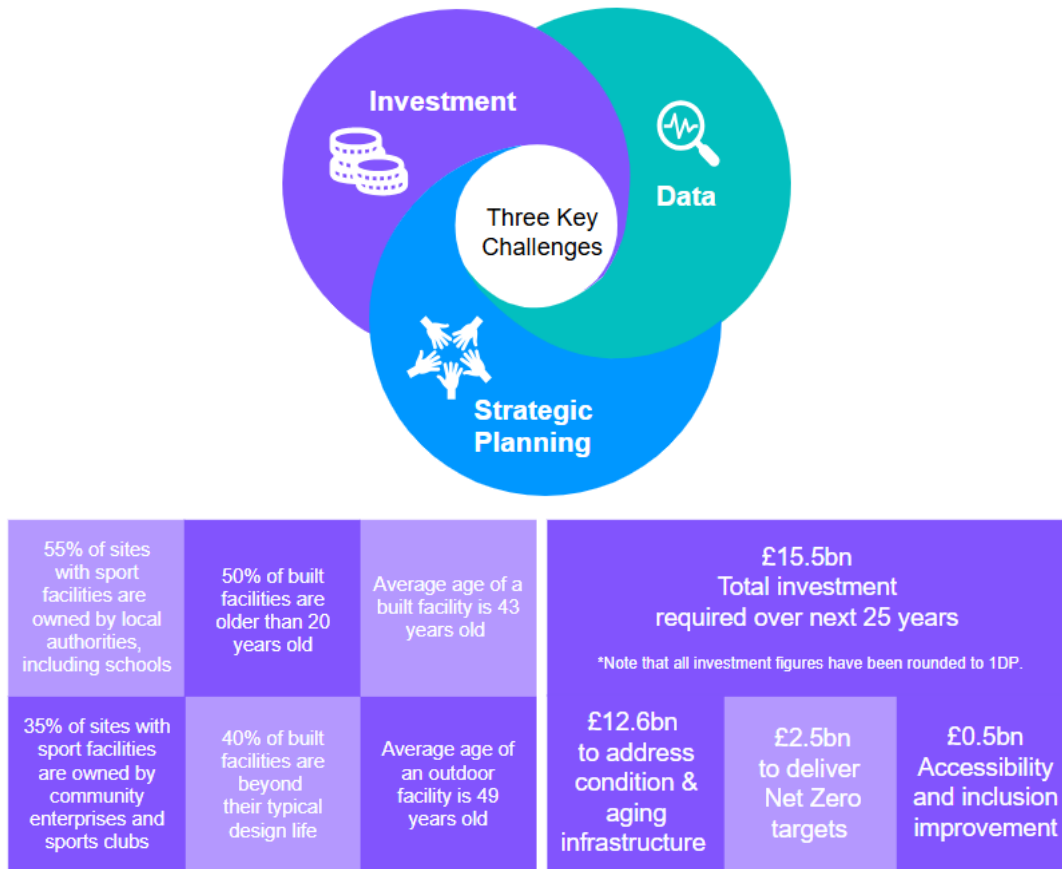 Investment
Data
Three Key
Challenges
Strategic
Planning
55% of sites
with sport
facilities are
owned by local
authorities,
including schools
50% of built
facilities are
older than 20
years old
Average age of a
built facility is 43
years old
35% of sites with
sport facilities
are owned by
community
enterprises and
sports clubs
40% of built
facilities are
beyond
their typical
design life
Average age of
an outdoor
facility is 49
years old
£15.5bn
Total investment
required over next 25 years
*Note that all investment figures have been rounded to 1DP.
£12.6bn
to address
condition &
aging
infrastructure
£2.5bn
to deliver
Net Zero
targets
£0.5bn
Accessibility
and inclusion
improvement